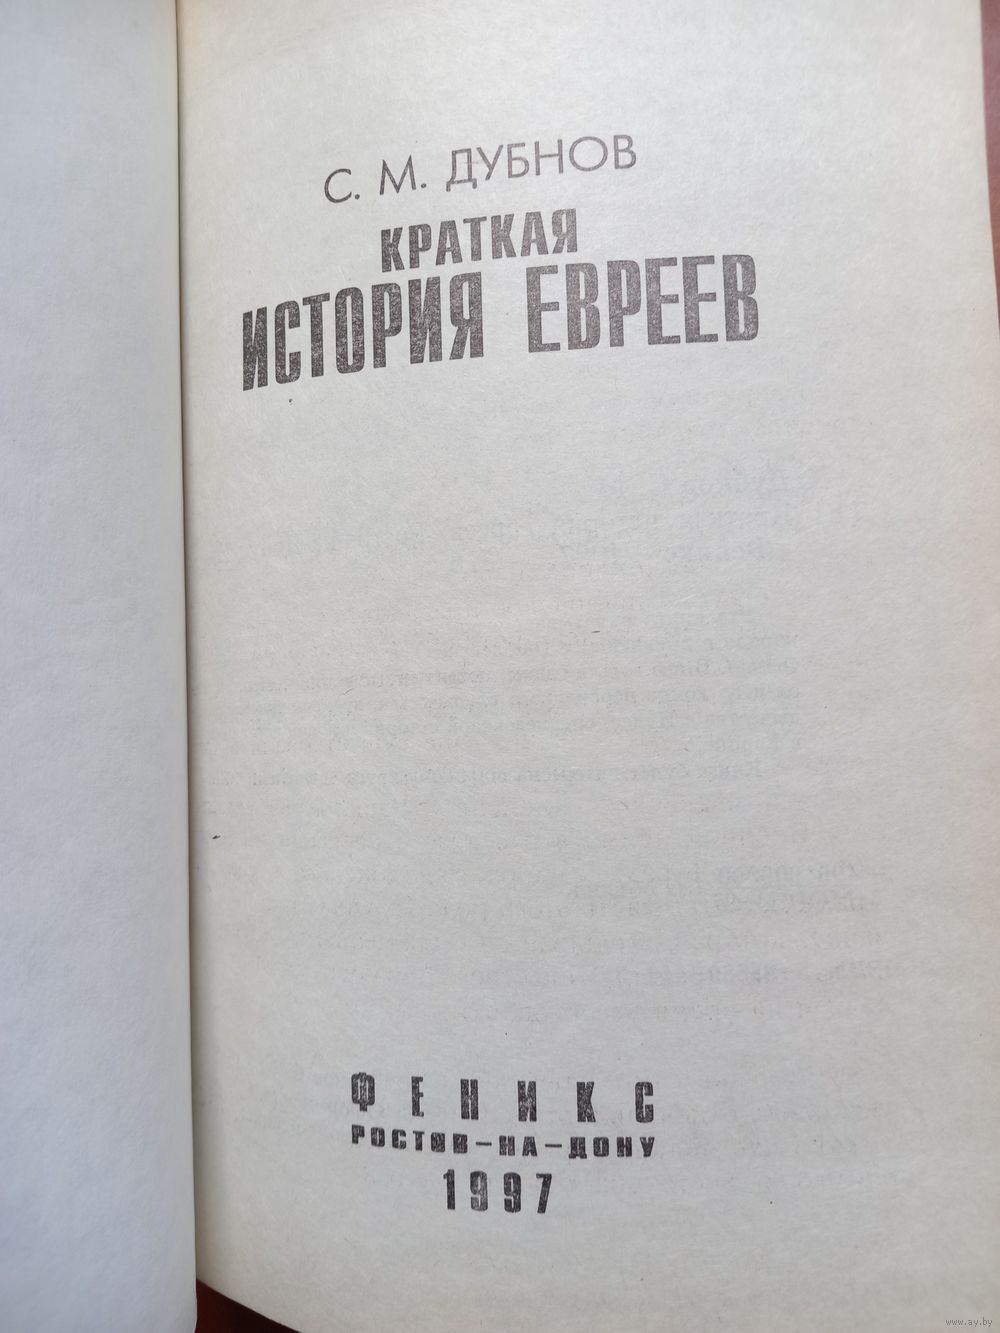 С. М. ДУБНОВ
КРАТКАЯ
ИСТОРИЯ ЕВРЕЕВ
ФЕНИКС
РОСТОВ-НА-ДОНУ
1997
www.ay.by